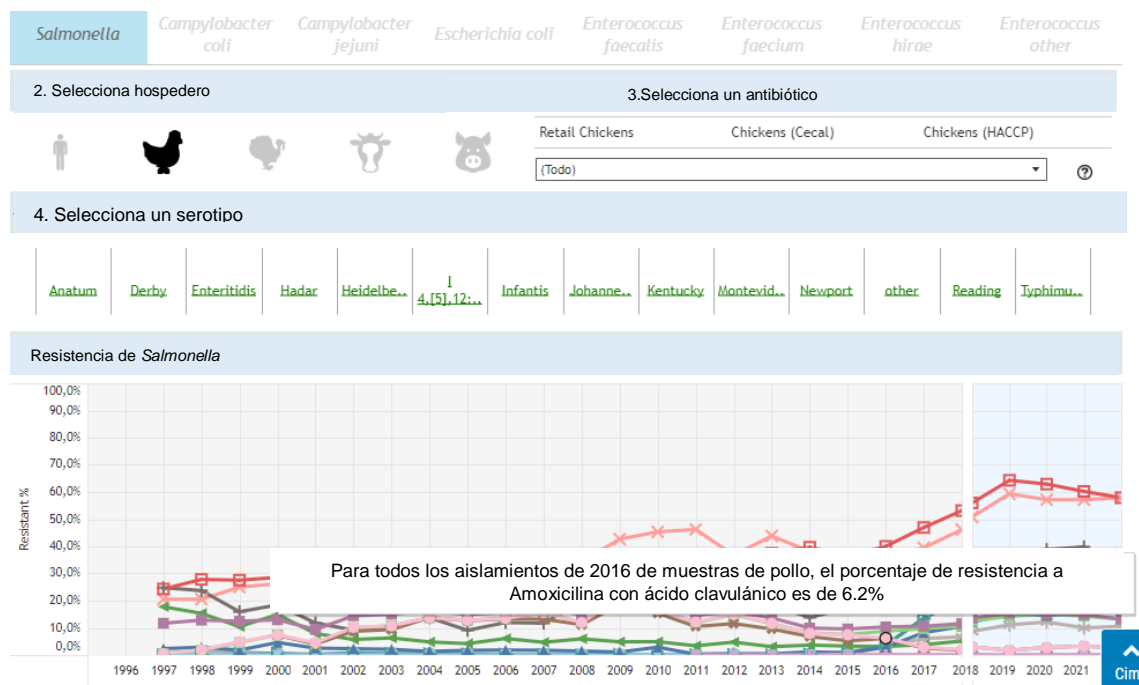 Salmonella
Campylobacter coli
Campylobacter jejuni
Escherichia coli
Enterococcus faecalis
Enterococcus faecium
Enterococcus hirae
Enterococcus other
2. Selecciona hospedero
3.Selecciona un antibiótico
Retail Chickens Chickens (Cecal) Chickens (HACCP)
(Todo)
?
4. Selecciona un serotipo
Anatum Derby Enteritidis Hadar Heidelbe.. I 4,[5],12:.. Infantis Johanne.. Kentucky Montevid.. Newport other Reading Typhimu..
Resistencia de Salmonella
Resistant %
100,0%
90,0%
80,0%
70,0%
60,0%
50,0%
40,0%
30,0%
20,0%
10,0%
0,0%
Para todos los aislamientos de 2016 de muestras de pollo, el porcentaje de resistencia a
Amoxicilina con ácido clavulánico es de 6.2%
1996 1997 1998 1999 2000 2001 2002 2003 2004 2005 2006 2007 2008 2009 2010 2011 2012 2013 2014 2015 2016 2017 2018 2019 2020 2021